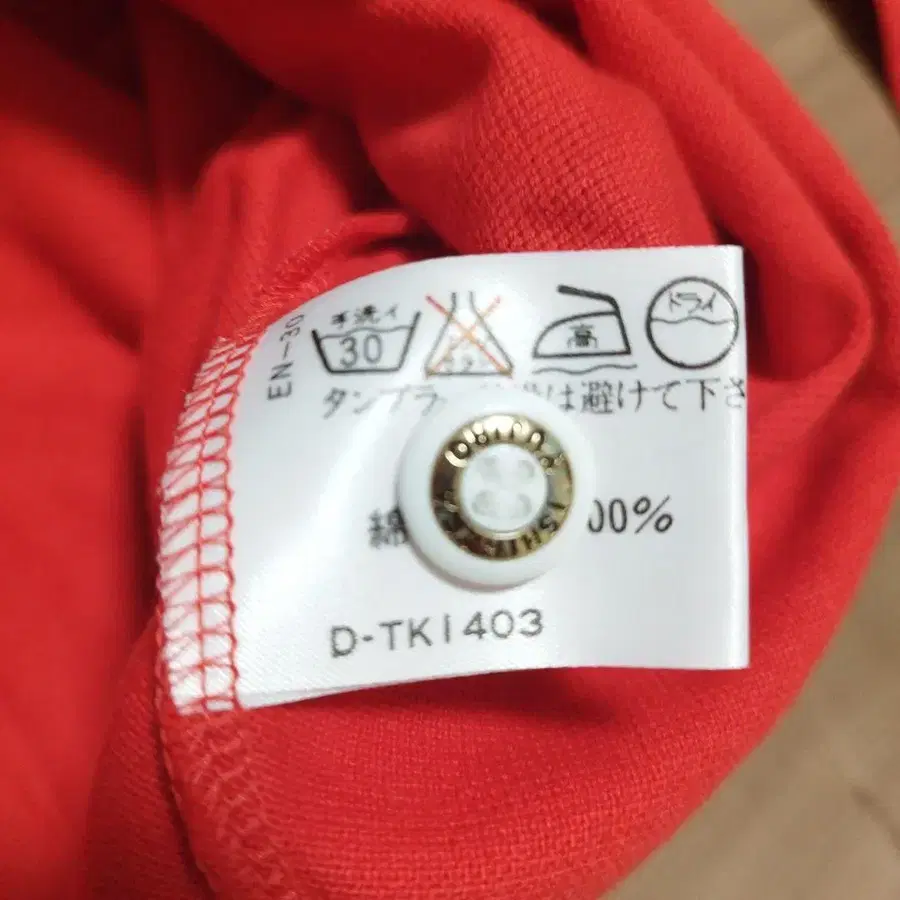 EN-30
手洗イ
30
高
ドライ
タンブラ は避けて下さ
綿 00%
D-TK1403